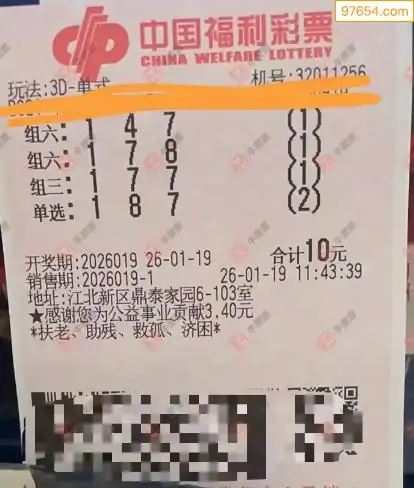 97654.com
中国福利彩票
CHINA WELFARE LOTTERY
玩法:3D-单式 机号:32011256
组六: 1 4 7 (1)
组六: 1 7 8 (1)
组三: 1 7 7 (1)
单选: 1 8 7 (2)
开奖期:2026019 26-01-19 合计10元
销售期:2026019-1 26-01-19 11:43:39
地址:江北新区鼎泰家园6-103室
★感谢您为公益事业贡献3.40元
*扶老、助残、救孤、济困*